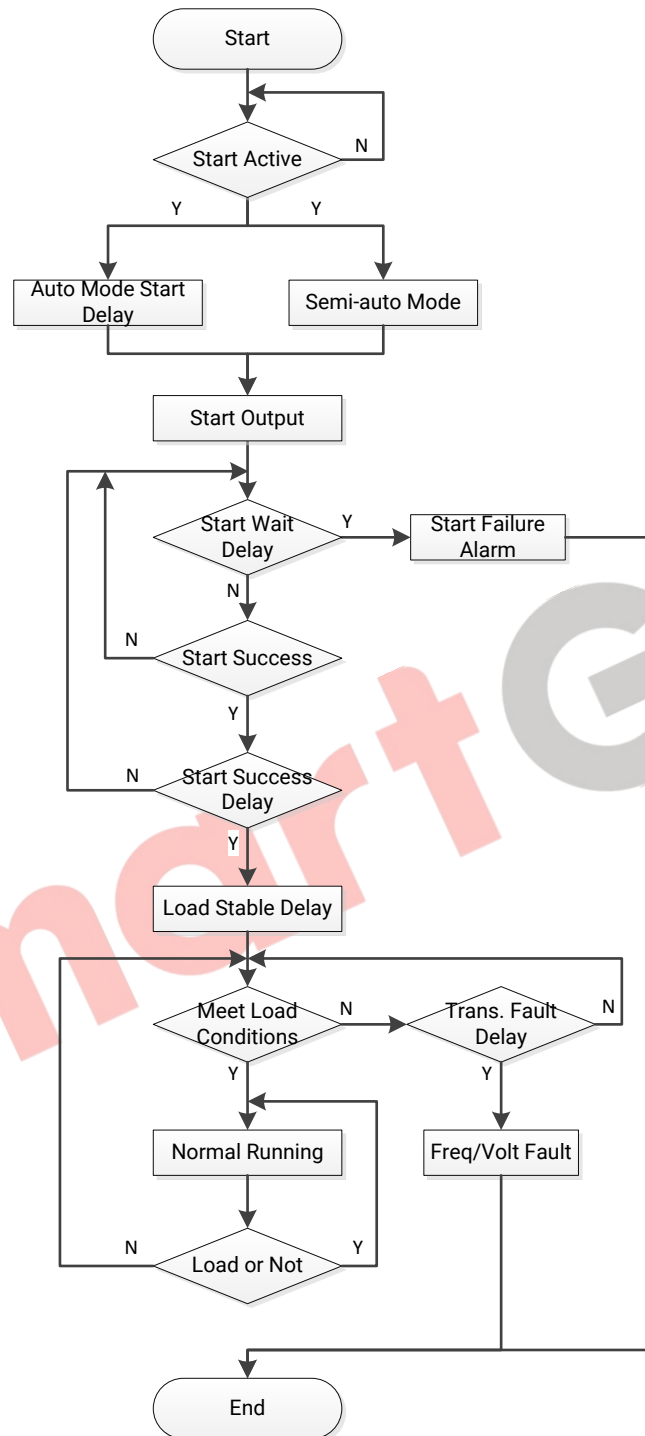 Start
Start Active
N
Y
Y
Auto Mode Start
Delay
Semi-auto Mode
Start Output
Start Wait
Delay
Y
Start Failure
Alarm
N
Start Success
N
Y
Start Success
Delay
N
Y
Load Stable Delay
Meet Load
Conditions
N
Trans. Fault
Delay
N
Y
Y
Normal Running
Freq/Volt Fault
Load or Not
N
Y
End
martG